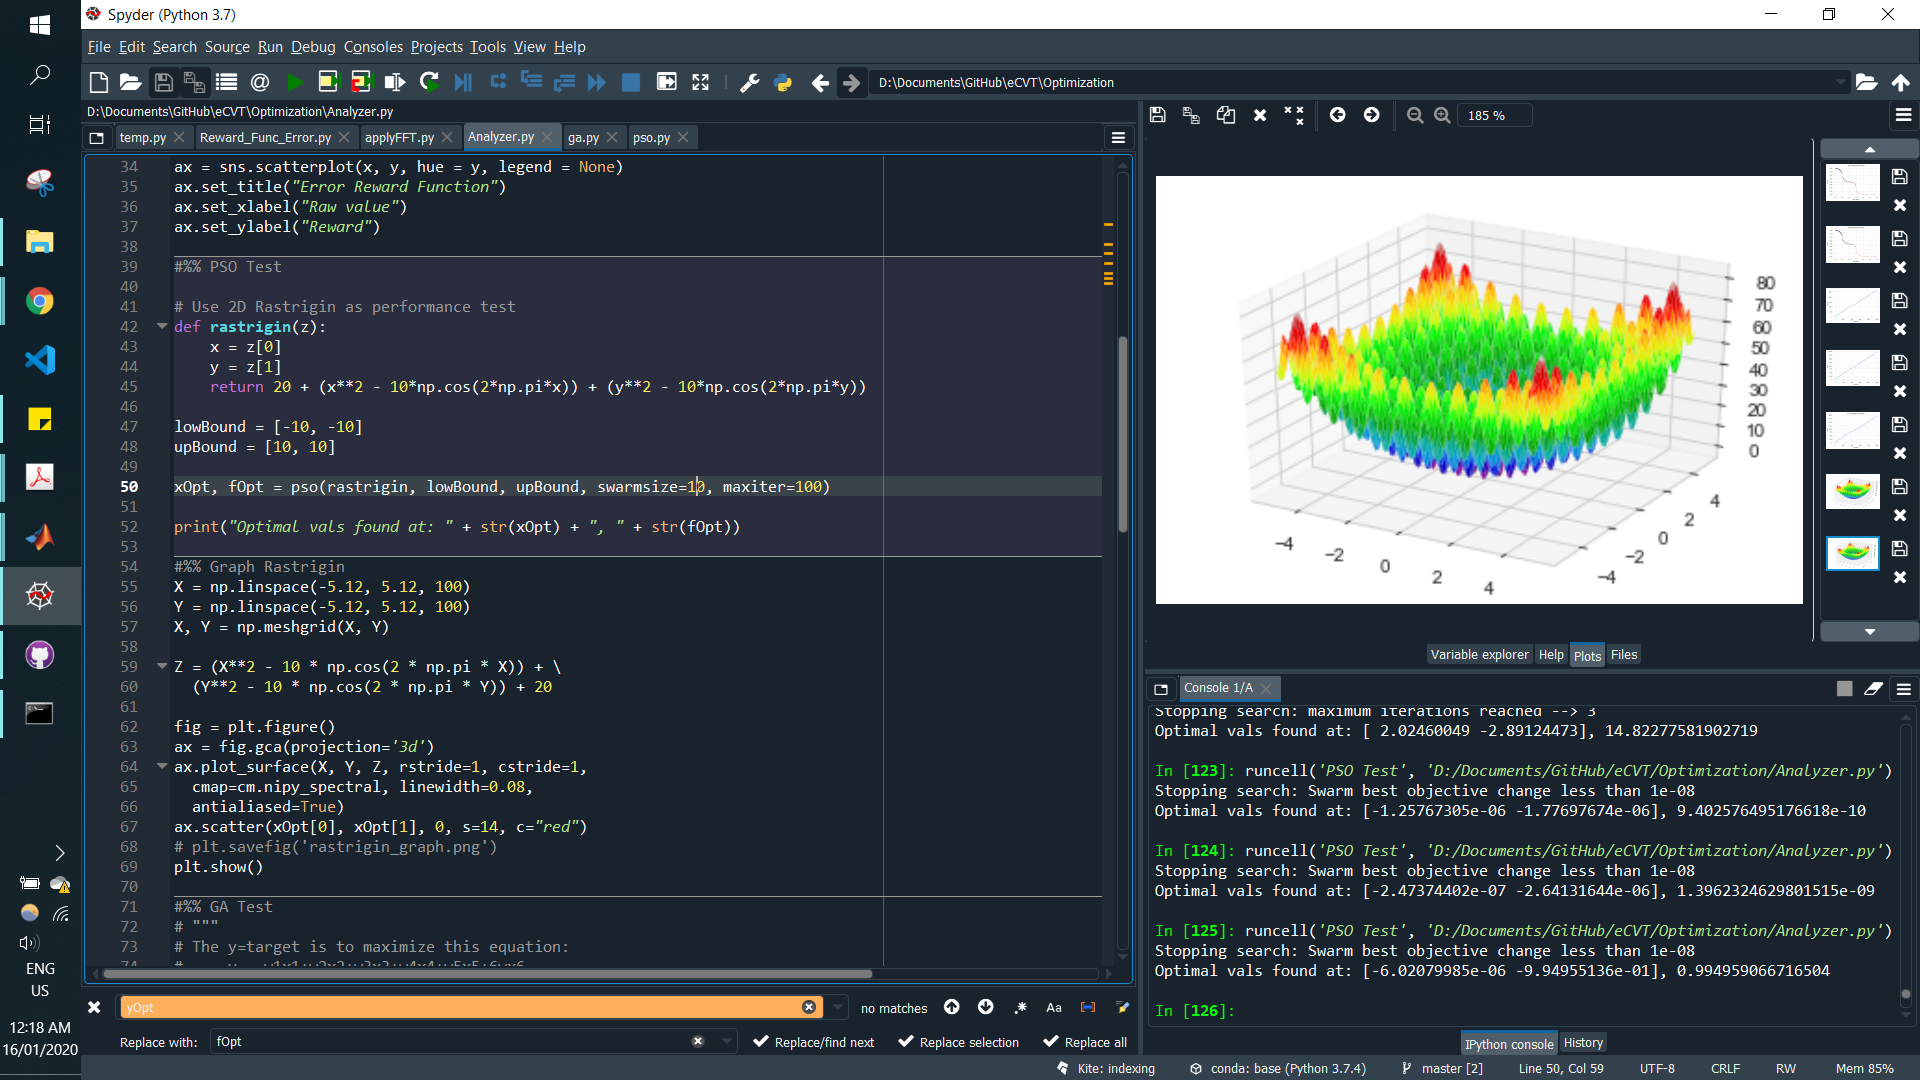 Spyder (Python 3.7)
File Edit Search Source Run Debug Consoles Projects Tools View Help
D:\Documents\GitHub\eCVT\Optimization
D:\Documents\GitHub\eCVT\Optimization\Analyzer.py
temp.py Reward_Func_Error.py applyFFT.py Analyzer.py ga.py pso.py
34 ax = sns.scatterplot(x, y, hue = y, legend = None)
35 ax.set_title("Error Reward Function")
36 ax.set_xlabel("Raw value")
37 ax.set_ylabel("Reward")
38
39 #%% PSO Test
40
41 # Use 2D Rastrigin as performance test
42 def rastrigin(z):
43 x = z[0]
44 y = z[1]
45 return 20 + (x**2 - 10*np.cos(2*np.pi*x)) + (y**2 - 10*np.cos(2*np.pi*y))
46
47 lowBound = [-10, -10]
48 upBound = [10, 10]
49
50 xOpt, fOpt = pso(rastrigin, lowBound, upBound, swarmsize=10, maxiter=100)
51
52 print("Optimal vals found at: " + str(xOpt) + ", " + str(fOpt))
53
54 #%% Graph Rastrigin
55 X = np.linspace(-5.12, 5.12, 100)
56 Y = np.linspace(-5.12, 5.12, 100)
57 X, Y = np.meshgrid(X, Y)
58
59 Z = (X**2 - 10 * np.cos(2 * np.pi * X)) + \
60 (Y**2 - 10 * np.cos(2 * np.pi * Y)) + 20
61
62 fig = plt.figure()
63 ax = fig.gca(projection='3d')
64 ax.plot_surface(X, Y, Z, rstride=1, cstride=1,
65 cmap=cm.nipy_spectral, linewidth=0.08,
66 antialiased=True)
67 ax.scatter(xOpt[0], xOpt[1], 0, s=14, c="red")
68 # plt.savefig('rastrigin_graph.png')
69 plt.show()
70
71 #%% GA Test
72 # """
73 # The y=target is to maximize this equation:
yOpt
no matches
Aa
Replace with: fOpt
Replace/find next Replace selection Replace all
185 %
80
70
60
50
40
30
20
10
0
-4 -2 0 2 4
-4 -2 0 2 4
Variable explorer Help Plots Files
Console 1/A
Stopping search: maximum iterations reached --> 3
Optimal vals found at: [ 2.02460049 -2.89124473], 14.82277581902719
In [123]: runcell('PSO Test', 'D:/Documents/GitHub/eCVT/Optimization/Analyzer.py')
Stopping search: Swarm best objective change less than 1e-08
Optimal vals found at: [-1.25767305e-06 -1.77697674e-06], 9.402576495176618e-10
In [124]: runcell('PSO Test', 'D:/Documents/GitHub/eCVT/Optimization/Analyzer.py')
Stopping search: Swarm best objective change less than 1e-08
Optimal vals found at: [-2.47374402e-07 -2.64131644e-06], 1.3962324629801515e-09
In [125]: runcell('PSO Test', 'D:/Documents/GitHub/eCVT/Optimization/Analyzer.py')
Stopping search: Swarm best objective change less than 1e-08
Optimal vals found at: [-6.02079985e-06 -9.94955136e-01], 0.994959066716504
In [126]:
IPython console History
Kite: indexing conda: base (Python 3.7.4) master [2] Line 50, Col 59 UTF-8 CRLF RW Mem 85%
ENG
US
12:18 AM
16/01/2020